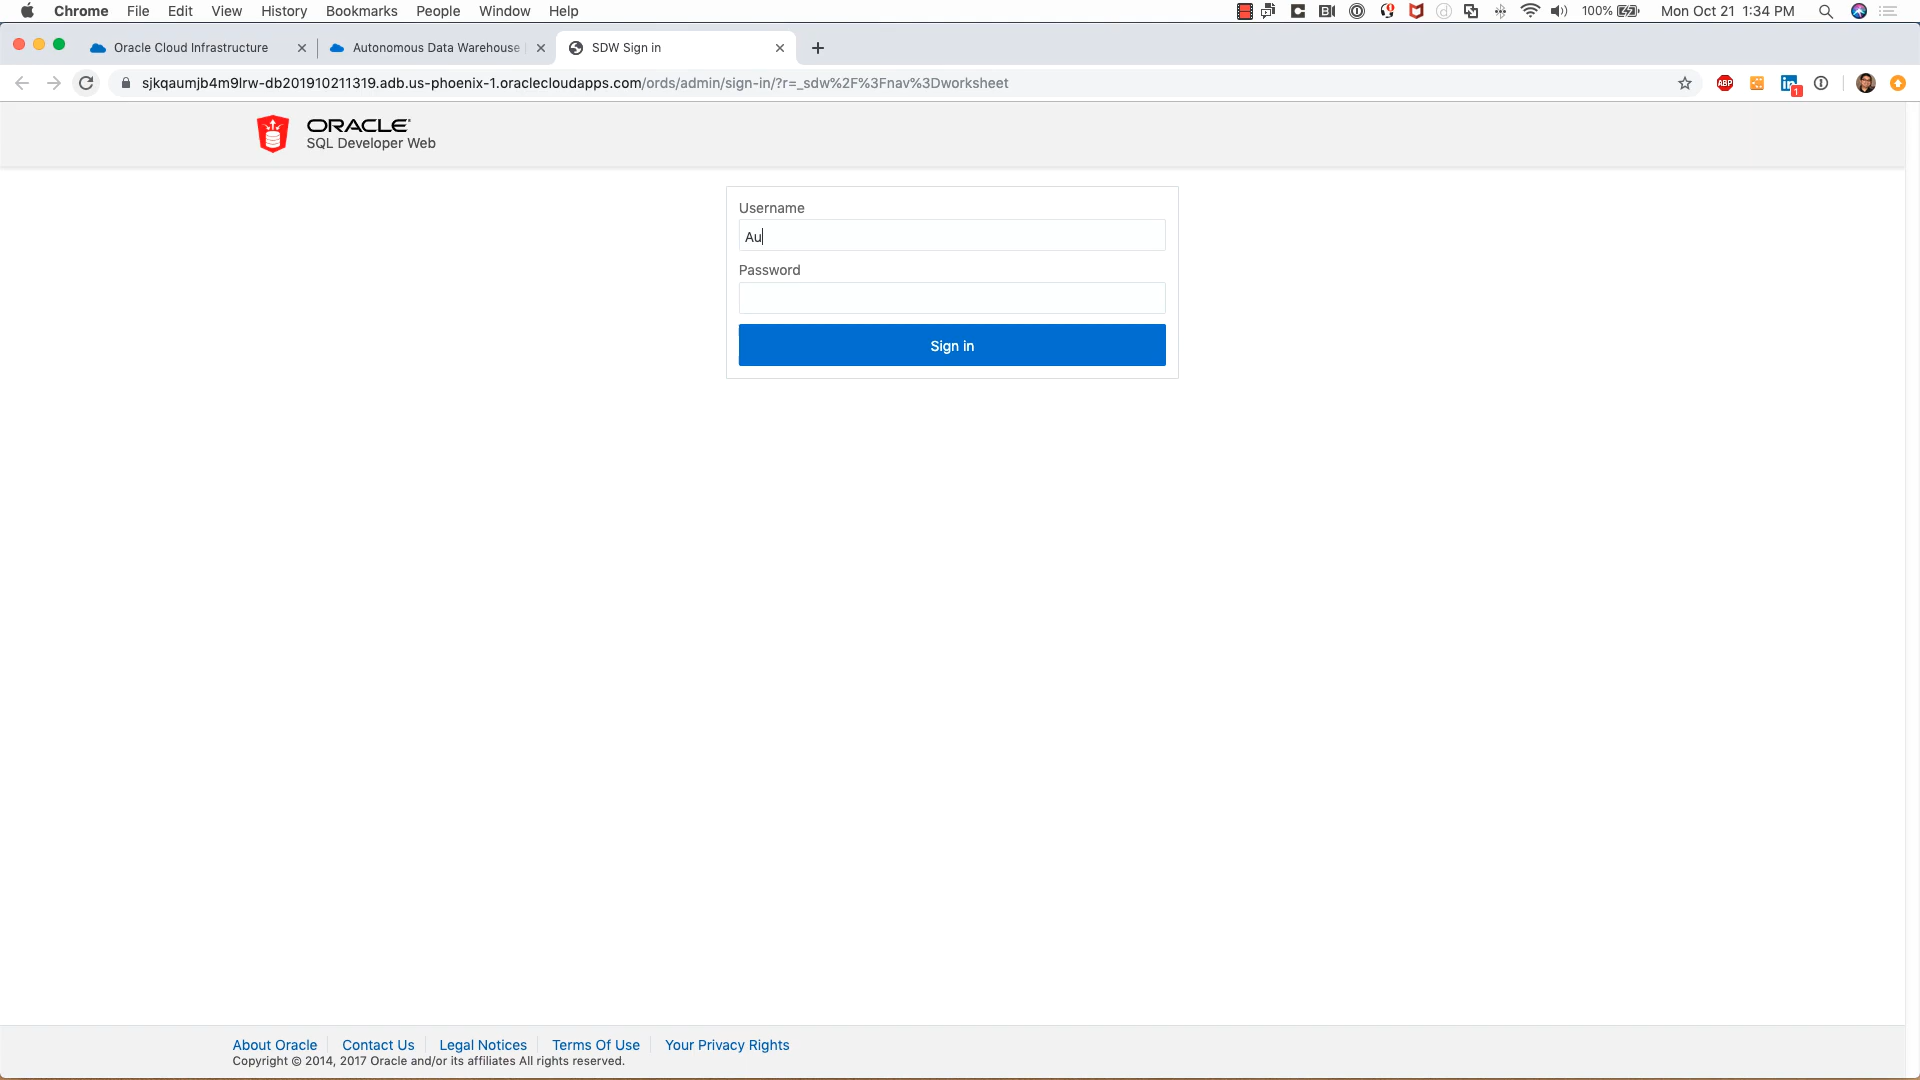 Chrome File Edit View History Bookmarks People Window Help 100% Mon Oct 21 1:34 PM
Oracle Cloud Infrastructure Autonomous Data Warehouse SDW Sign in
sjkqaumjb4m9lrw-db201910211319.adb.us-phoenix-1.oraclecloudapps.com/ords/admin/sign-in/?r=_sdw%2F%3Fnav%3Dworksheet ABP in 1
ORACLE
SQL Developer Web
Username
Au
Password
Sign in
About Oracle Contact Us Legal Notices Terms Of Use Your Privacy Rights
Copyright © 2014, 2017 Oracle and/or its affiliates All rights reserved.